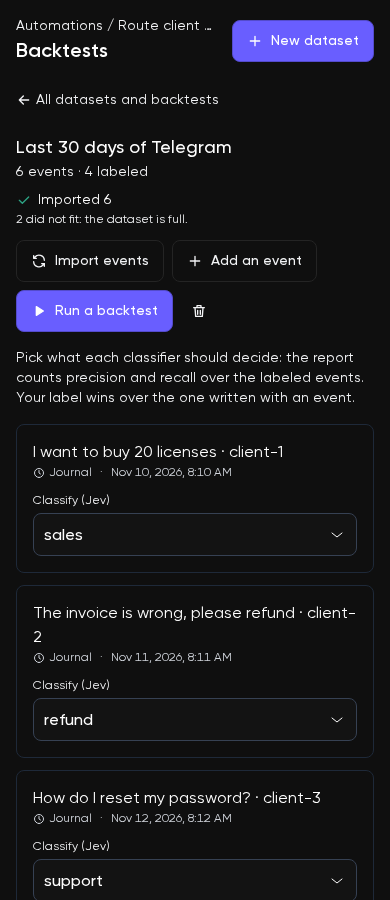 Automations / Route client …
Backtests
New dataset
All datasets and backtests
Last 30 days of Telegram
6 events · 4 labeled
Imported 6
2 did not fit: the dataset is full.
Import events
Add an event
Run a backtest
Pick what each classifier should decide: the report
counts precision and recall over the labeled events.
Your label wins over the one written with an event.
I want to buy 20 licenses · client-1
Journal · Nov 10, 2026, 8:10 AM
Classify (Jev)
sales
The invoice is wrong, please refund · client-
2
Journal · Nov 11, 2026, 8:11 AM
Classify (Jev)
refund
How do I reset my password? · client-3
Journal · Nov 12, 2026, 8:12 AM
Classify (Jev)
support